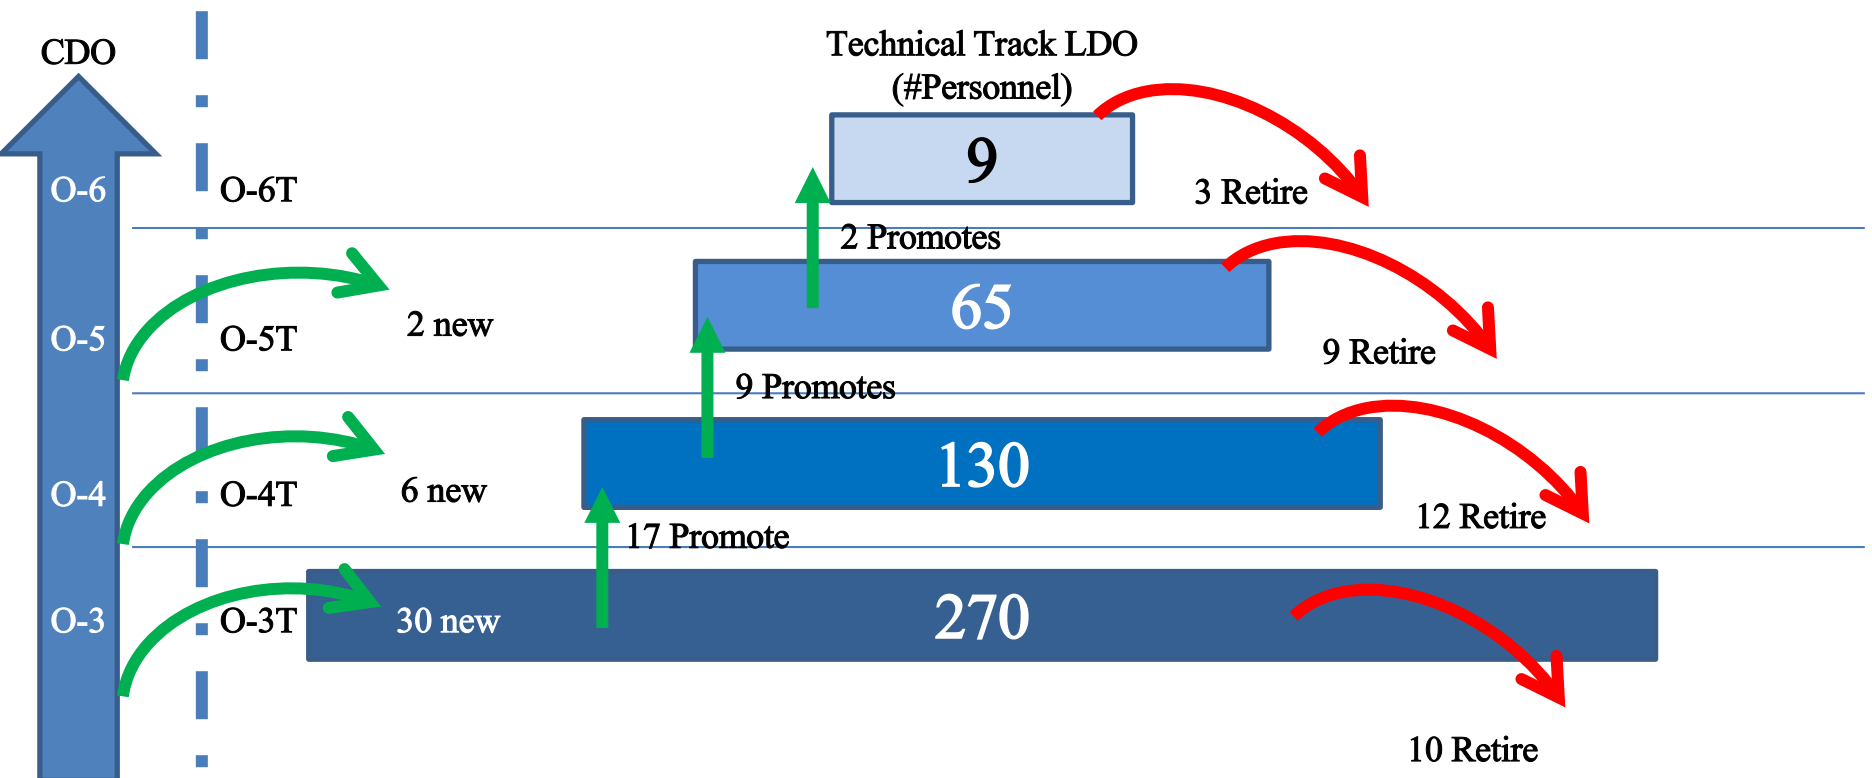 CDO
Technical Track LDO
(#Personnel)
9
O-6
O-6T
3 Retire
2 Promotes
2 new
65
O-5
O-5T
9 Retire
9 Promotes
6 new
130
O-4
O-4T
12 Retire
17 Promote
O-3
O-3T
30 new
270
10 Retire